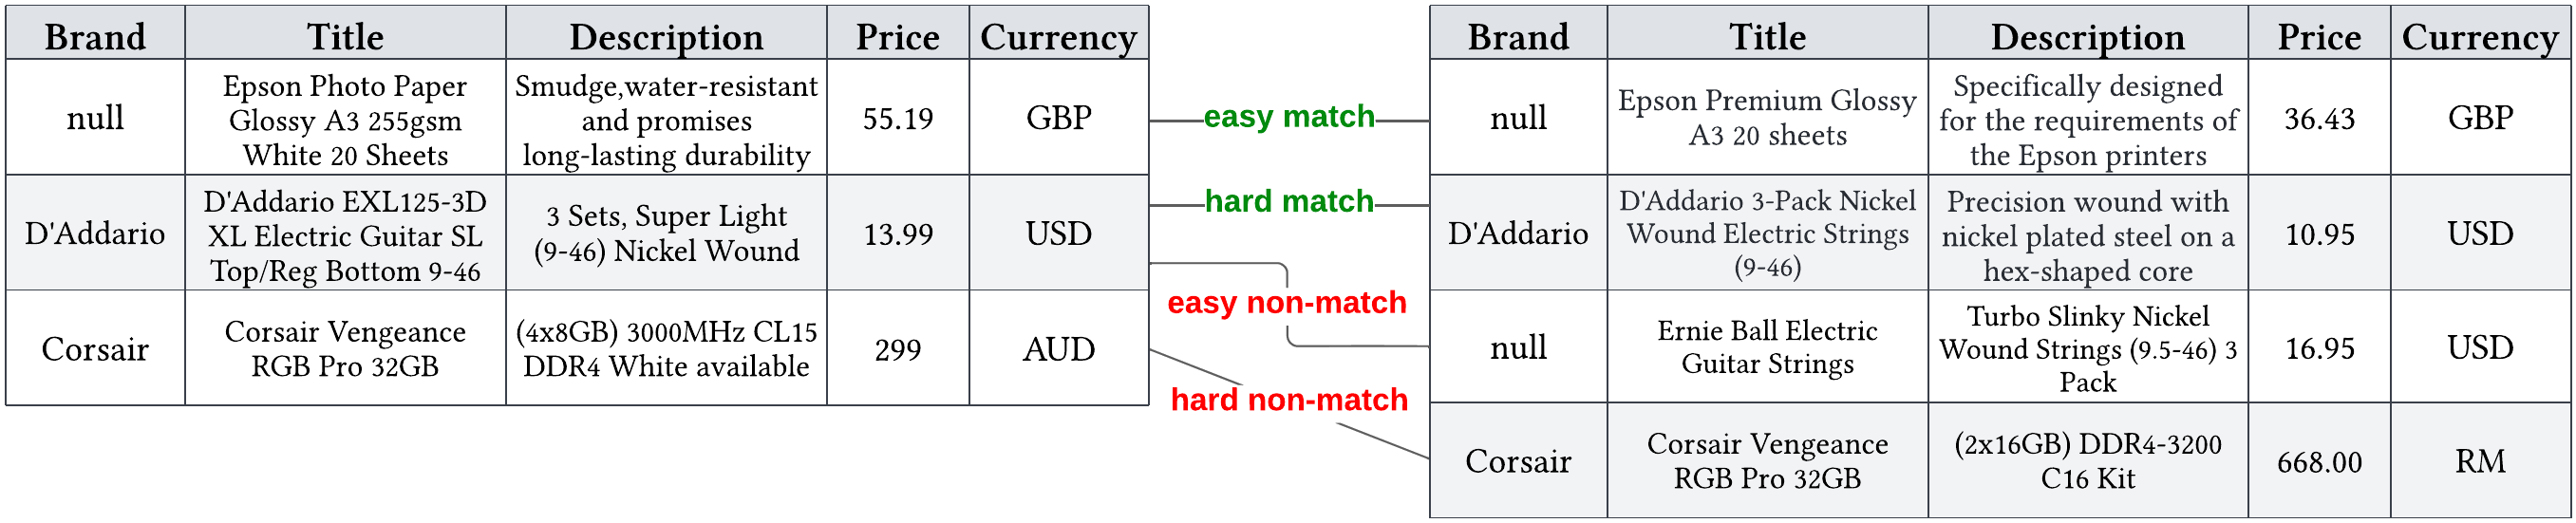 Brand Title Description Price Currency
null
Epson Photo Paper
Glossy A3 255gsm
White 20 Sheets
Smudge,water-resistant
and promises
long-lasting durability
55.19
GBP
D'Addario
D'Addario EXL125-3D
XL Electric Guitar SL
Top/Reg Bottom 9-46
3 Sets, Super Light
(9-46) Nickel Wound
13.99
USD
Corsair
Corsair Vengeance
RGB Pro 32GB
(4x8GB) 3000MHz CL15
DDR4 White available
299
AUD
easy match
hard match
easy non-match
hard non-match
Brand Title Description Price Currency
null
Epson Premium Glossy
A3 20 sheets
Specifically designed
for the requirements of
the Epson printers
36.43
GBP
D'Addario
D'Addario 3-Pack Nickel
Wound Electric Strings
(9-46)
Precision wound with
nickel plated steel on a
hex-shaped core
10.95
USD
null
Ernie Ball Electric
Guitar Strings
Turbo Slinky Nickel
Wound Strings (9.5-46) 3
Pack
16.95
USD
Corsair
Corsair Vengeance
RGB Pro 32GB
(2x16GB) DDR4-3200
C16 Kit
668.00
RM